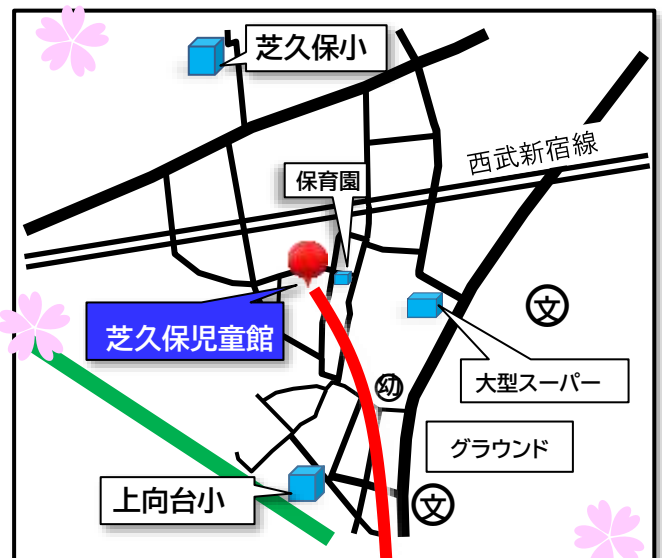 芝久保小
西武新宿線
保育園
芝久保児童館
文
大型スーパー
幼
グラウンド
上向台小
文